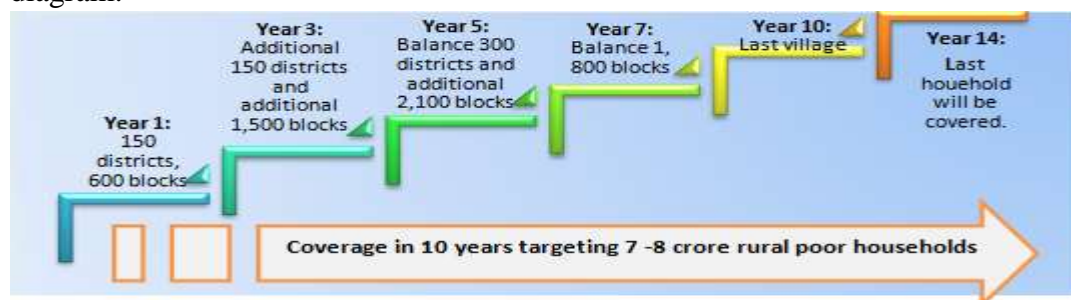 diagram.
Year 1:
150
districts,
600 blocks
Year 3:
Additional
150 districts
and
additional
1,500 blocks
Year 5:
Balance 300
districts and
additional
2,100 blocks
Year 7:
Balance 1,
800 blocks
Year 10:
Last village
Year 14:
Last
houehold
will be
covered.
Coverage in 10 years targeting 7 -8 crore rural poor households